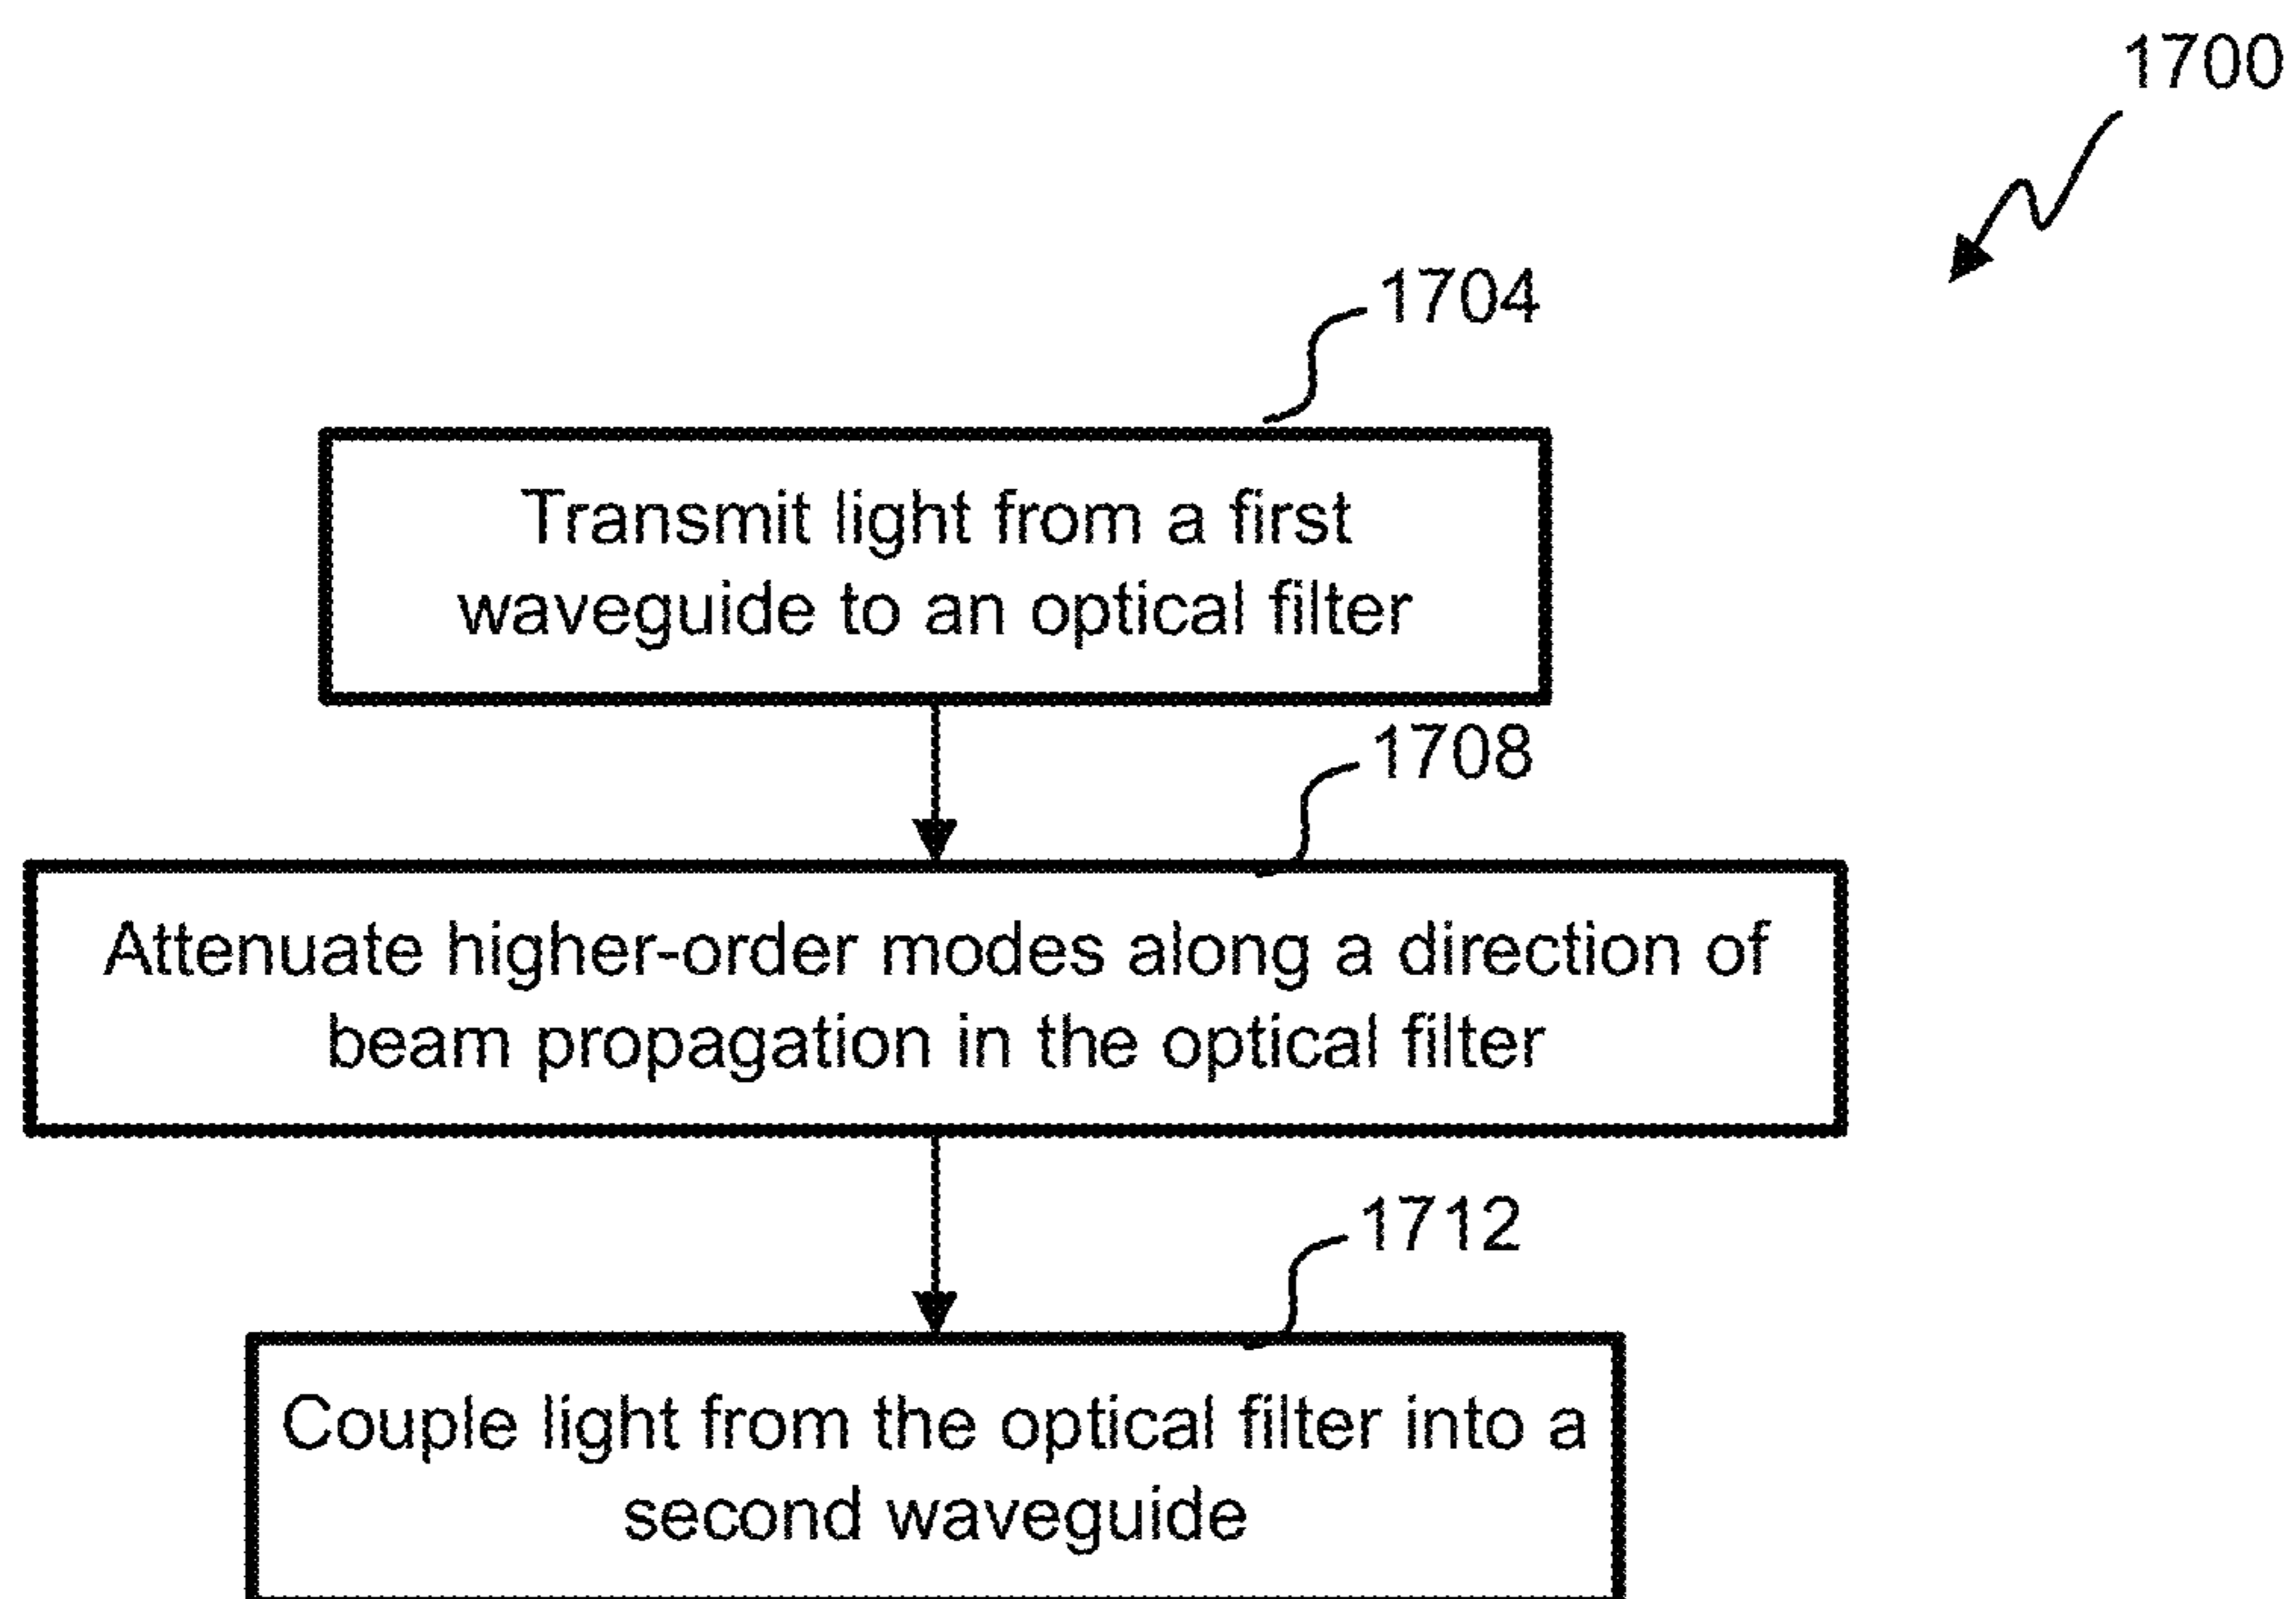 1700
1704
Transmit light from a first
waveguide to an optical filter
1708
Attenuate higher-order modes along a direction of
beam propagation in the optical filter
1712
Couple light from the optical filter into a
second waveguide